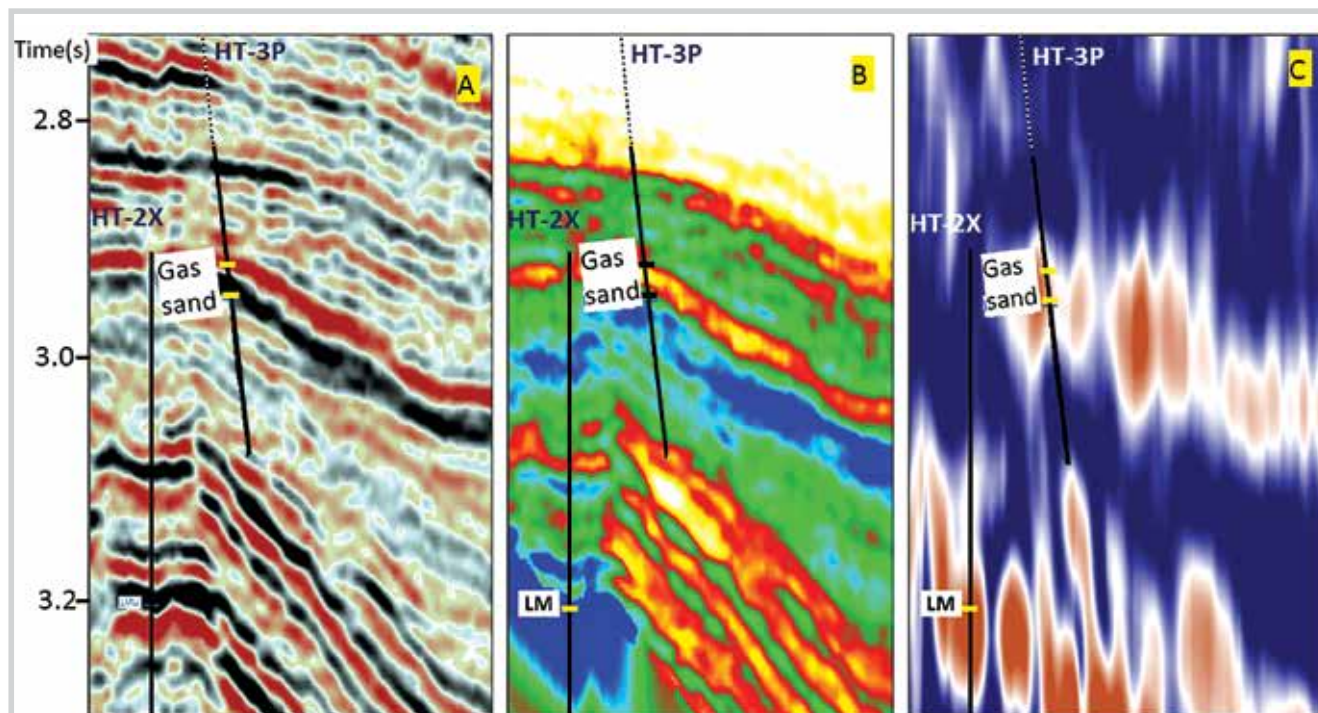 Time(s)
2.8
3.0
3.2
HT-3P
A
HT-2X
Gas
sand
LM
HT-3P
B
HT-2X
Gas
sand
LM
HT-3P
C
HT-2X
Gas
sand
LM